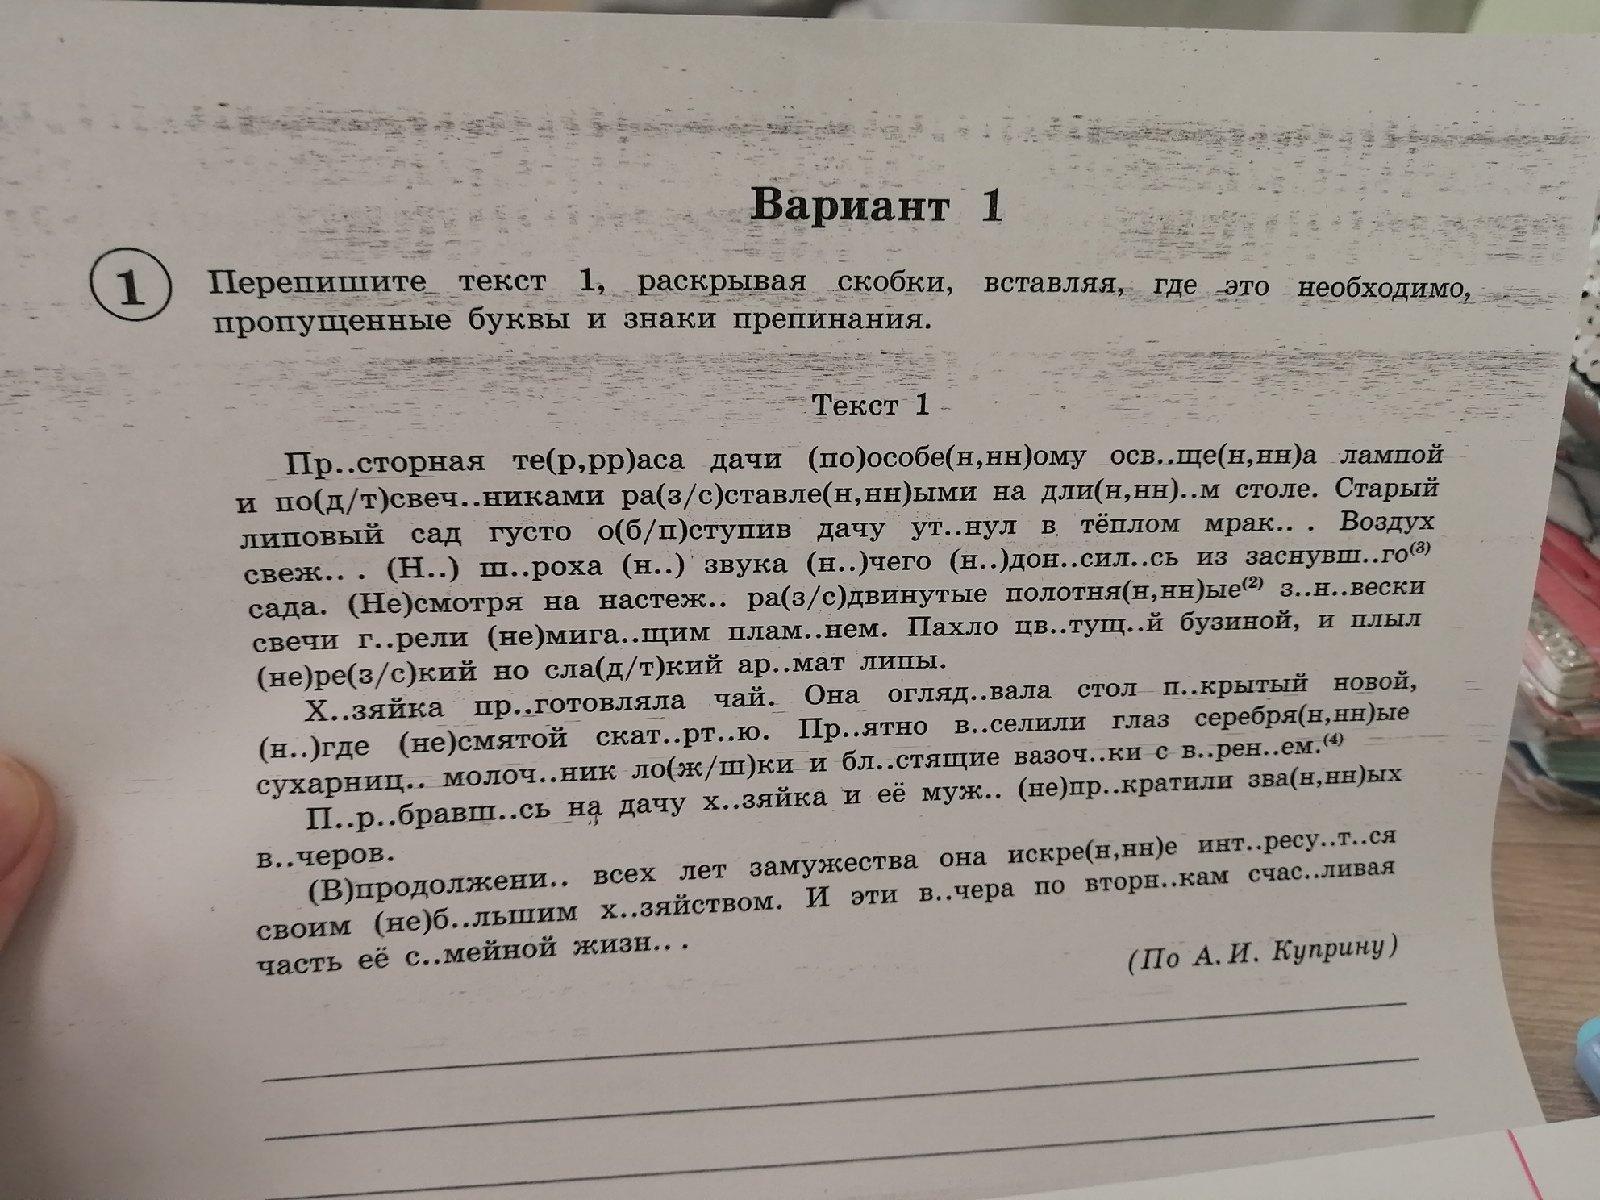 Вариант 1
1 Перепишите текст 1, раскрывая скобки, вставляя, где это необходимо,
пропущенные буквы и знаки препинания.
Текст 1
Пр..сторная те(р,рр)аса дачи (по)особе(н,нн)ому осв..ще(н,нн)а лампой
и по(д/т)свеч..никами ра(з/с)ставле(н,нн)ыми на дли(н,нн)..м столе. Старый
липовый сад густо о(б/п)ступив дачу ут..нул в тёплом мрак.. . Воздух
свеж.. . (Н..) ш..роха (н..) звука (н..)чего (н..)дон..сил..сь из заснувш..го(3)
сада. (Не)смотря на настеж.. ра(з/с)двинутые полотня(н,нн)ые(2) з..н..вески
свечи г..рели (не)мига..щим плам..нем. Пахло цв..тущ..й бузиной, и плыл
(не)ре(з/с)кий но сла(д/т)кий ар..мат липы.
Х..зяйка пр..готовляла чай. Она огляд..вала стол п..крытый новой,
(н..)где (не)смятой скат..рт..ю. Пр..ятно в..селили глаз серебря(н,нн)ые
сухарниц.. молоч..ник ло(ж/ш)ки и бл..стящие вазоч..ки с в..рен..ем.(4)
П..р..бравш..сь на дачу х..зяйка и её муж.. (не)пр..кратили зва(н,нн)ых
в..черов.
(В)продолжени.. всех лет замужества она искре(н,нн)е инт..ресу..т..ся
своим (не)б..льшим х..зяйством. И эти в..чера по вторн..кам счас..ливая
часть её с..мейной жизн.. .
(По А. И. Куприну)